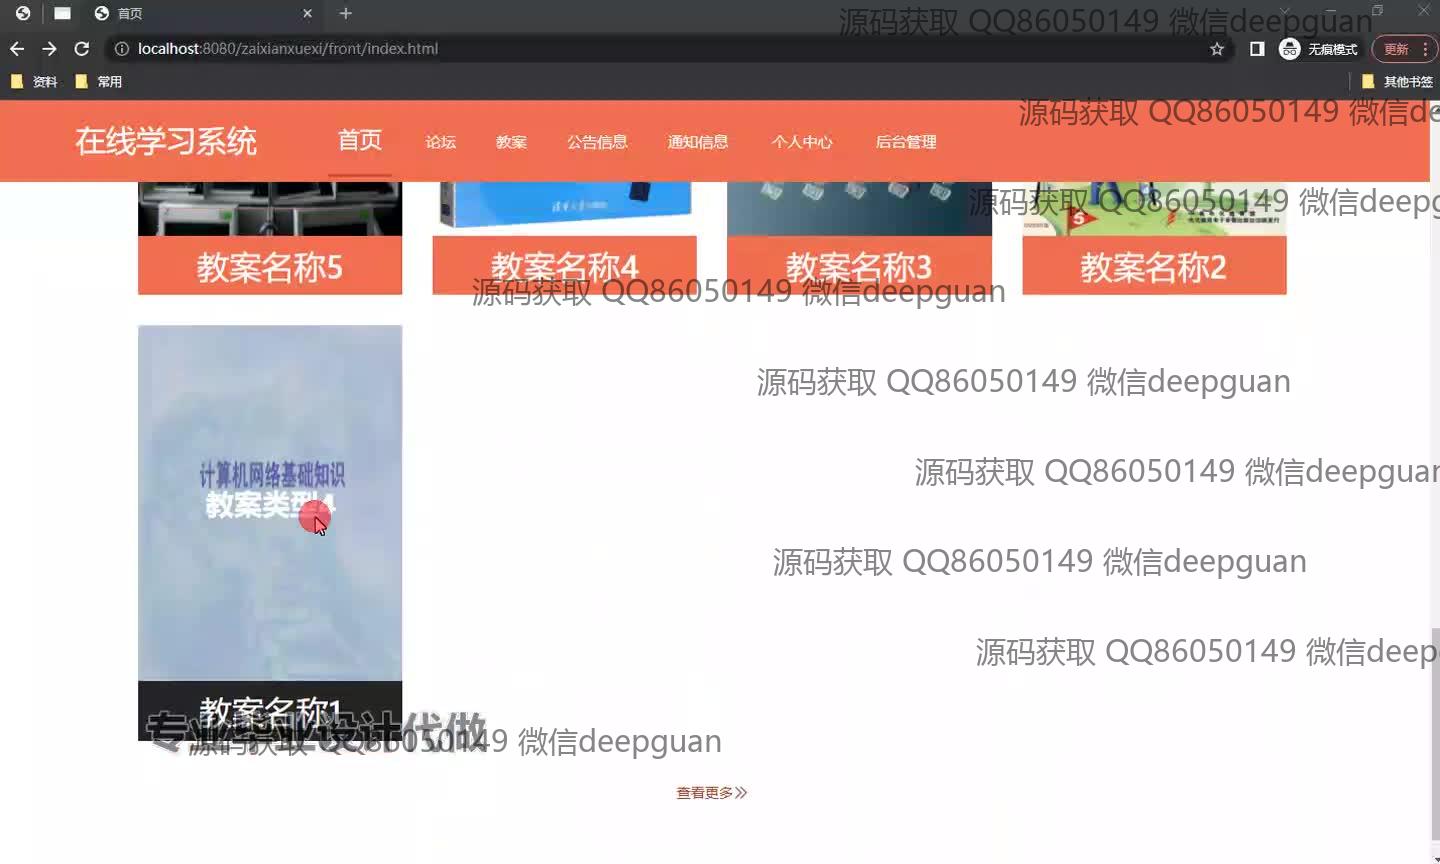 首页
源码获取 QQ86050149 微信deepguan
localhost:8080/zaixianxuexi/front/index.html
无痕模式
更新
资料
常用
其他书签
源码获取 QQ86050149 微信de
在线学习系统
首页
论坛
教案
公告信息
通知信息
个人中心
后台管理
源码获取 QQ86050149 微信deepg
清华大学
教案名称5
教案名称4
教案名称3
教案名称2
源码获取 QQ86050149 微信deepguan
源码获取 QQ86050149 微信deepguan
计算机网络基础知识
源码获取 QQ86050149 微信deepguan
教案类型4
源码获取 QQ86050149 微信deepguan
源码获取 QQ86050149 微信deep
教案名称1
专业毕业设计代做
源码获取 QQ86050149 微信deepguan
查看更多